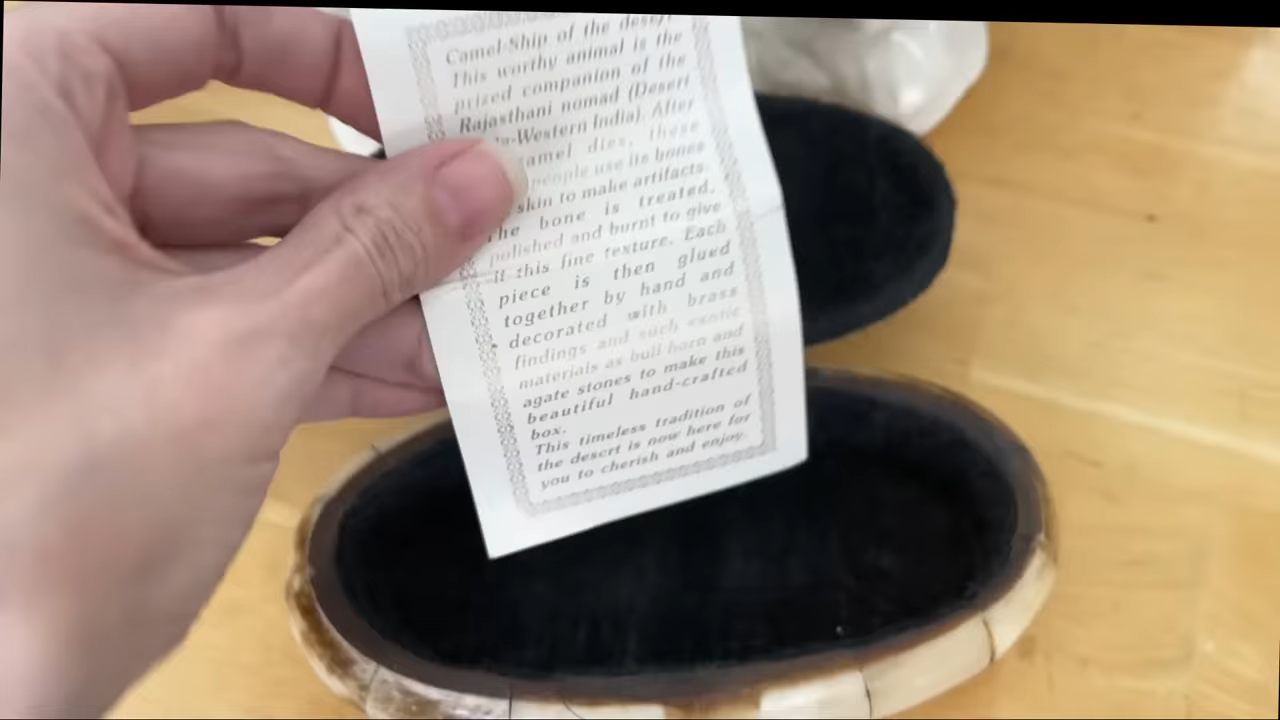 Camel-Ship of the desert
This worthy animal is the
prized companion of the
Rajasthani nomad (Desert
-Western India). After
camel dies, these
people use its bones
skin to make artifacts.
The bone is treated,
polished and burnt to give
it this fine texture. Each
piece is then glued
together by hand and
decorated with brass
findings and such exotic
materials as bull horn and
agate stones to make this
beautiful hand-crafted
box.
This timeless tradition of
the desert is now here for
you to cherish and enjoy.